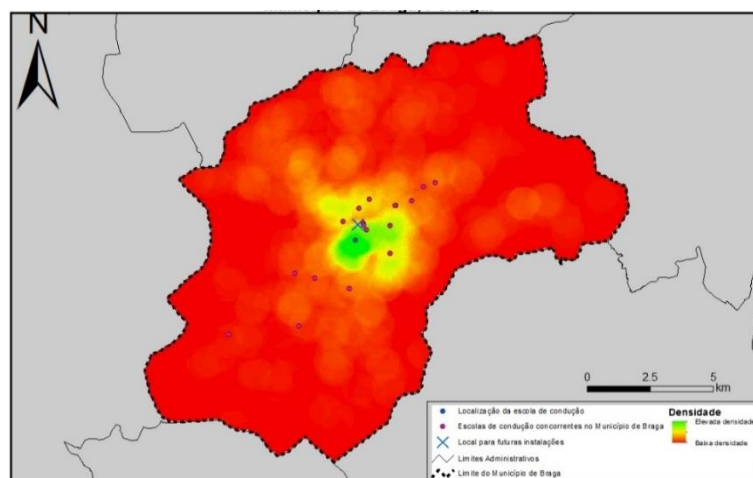 N
0 2.5 5
km
Localização da escola de condução
Escolas de condução concorrentes no Município de Braga
Local para futuras instalações
Limites Administrativos
Limite do Município de Braga
Densidade
Elevada densidade
Baixa densidade